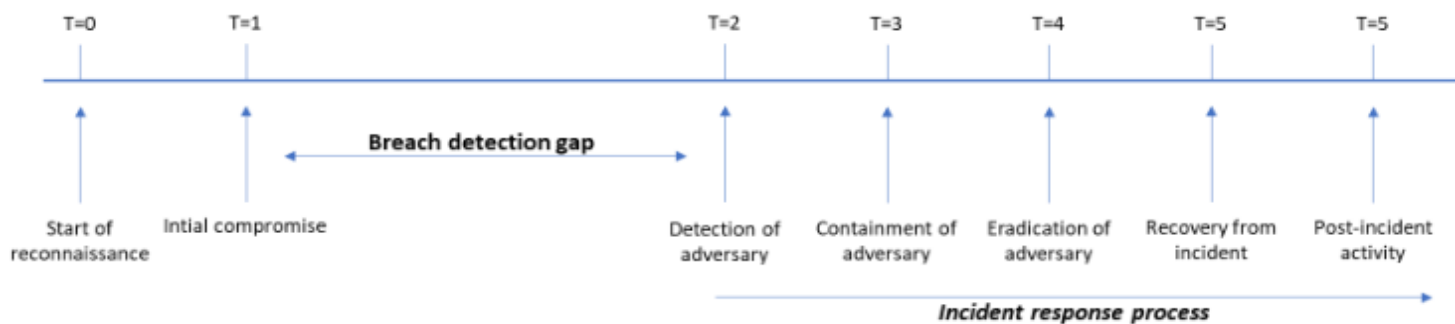 T=0 T=1 T=2 T=3 T=4 T=5 T=5
Breach detection gap
Start of
reconnaissance
Intial compromise
Detection of
adversary
Containment of
adversary
Eradication of
adversary
Recovery from
incident
Post-incident
activity
Incident response process